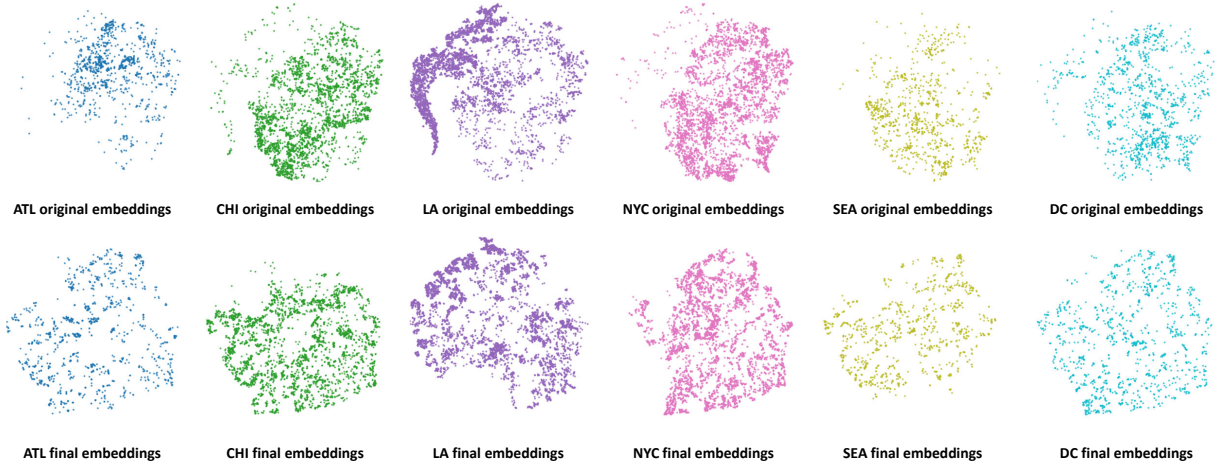 ATL original embeddings
CHI original embeddings
LA original embeddings
NYC original embeddings
SEA original embeddings
DC original embeddings
ATL final embeddings
CHI final embeddings
LA final embeddings
NYC final embeddings
SEA final embeddings
DC final embeddings